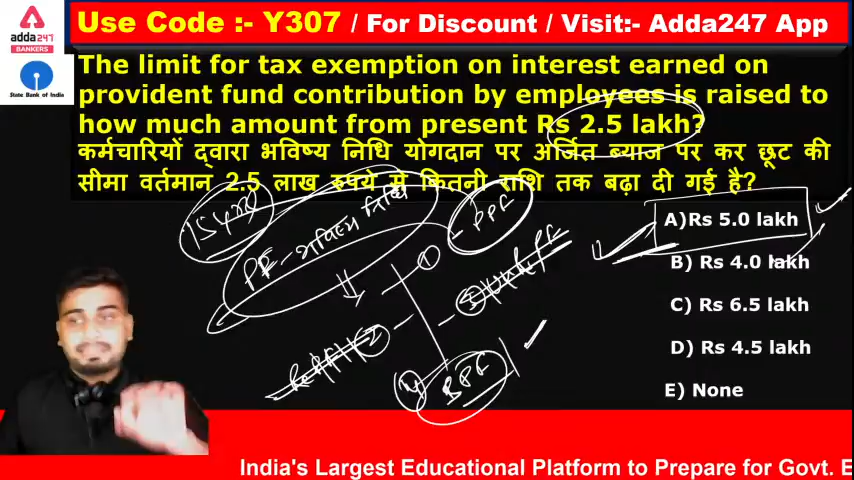 Use Code :- Y307 / For Discount / Visit:- Adda247 App
adda247
BANKERS
State Bank of India
The limit for tax exemption on interest earned on
provident fund contribution by employees is raised to
how much amount from present Rs 2.5 lakh?
कर्मचारियों द्वारा भविष्य निधि योगदान पर अर्जित ब्याज पर कर छूट की
सीमा वर्तमान 2.5 लाख रुपये से कितनी राशि तक बढ़ा दी गई है?
PF-भविष्य निधि
PPF
A)Rs 5.0 lakh
B) Rs 4.0 lakh
C) Rs 6.5 lakh
D) Rs 4.5 lakh
E) None
India's Largest Educational Platform to Prepare for Govt. E